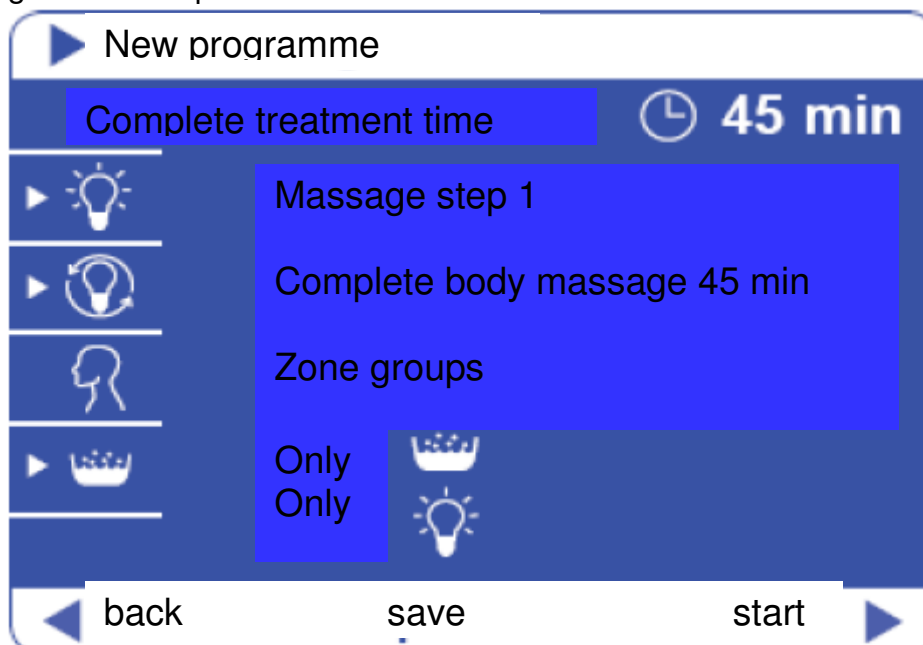 New programme
Complete treatment time 45 min
Massage step 1
Complete body massage 45 min
Zone groups
Only
Only
back save start